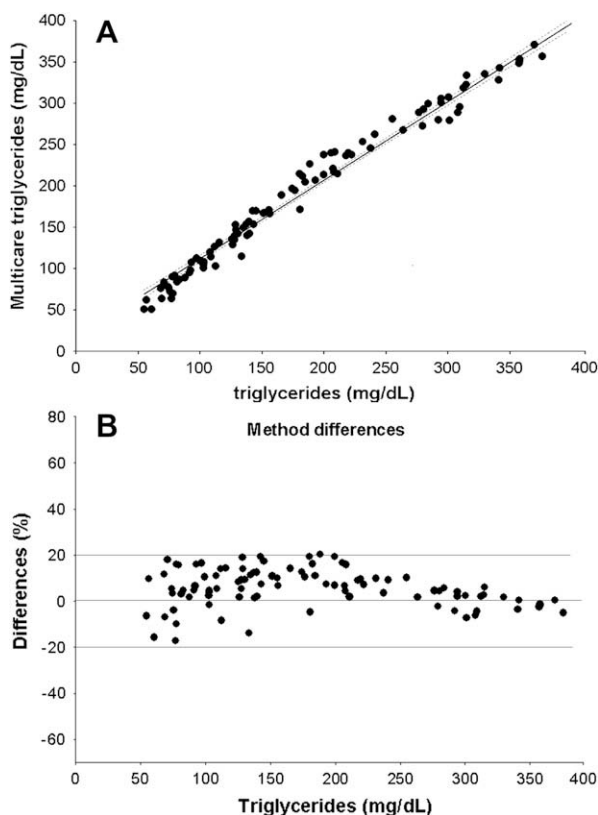 A
Multicare triglycerides (mg/dL)
400
350
300
250
200
150
100
50
0
0 50 100 150 200 250 300 350 400
triglycerides (mg/dL)
B
Method differences
Differences (%)
80
60
40
20
0
-20
-40
-60
0 50 100 150 200 250 300 350 400
Triglycerides (mg/dL)